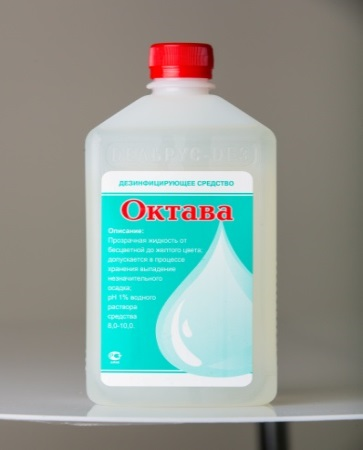 ДЕЗИНФИЦИРУЮЩЕЕ СРЕДСТВО
Октава
Описание:
Прозрачная жидкость от
бесцветной до желтого цвета;
допускается в процессе
хранения выпадение
незначительного
осадка;
pH 1% водного
раствора
средства
8,0-10,0.